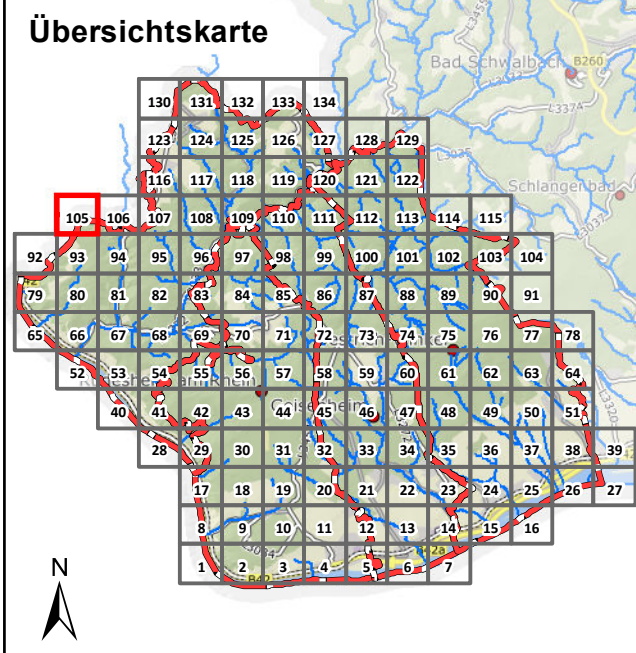 Übersichtskarte
L3455
Bad Schwalbach
B260
L3374
L3035
Schlangenbad
L3037
130 131 132 133 134
123 124 125 126 127 128 129
116 117 118 119 120 121 122
105 106 107 108 109 110 111 112 113 114 115
92 93 94 95 96 97 98 99 100 101 102 103 104
79 80 81 82 83 84 85 86 87 88 89 90 91
65 66 67 68 69 70 71 72 73 74 75 76 77 78
52 53 54 55 56 57 58 59 60 61 62 63 64
40 41 42 43 44 45 46 47 48 49 50 51
L3320
28 29 30 31 32 33 34 35 36 37 38 39
17 18 19 20 21 22 23 24 25 26 27
8 9 10 11 12 13 14 15 16
L3034
B42a
1 2 3 4 5 6 7
B42
N